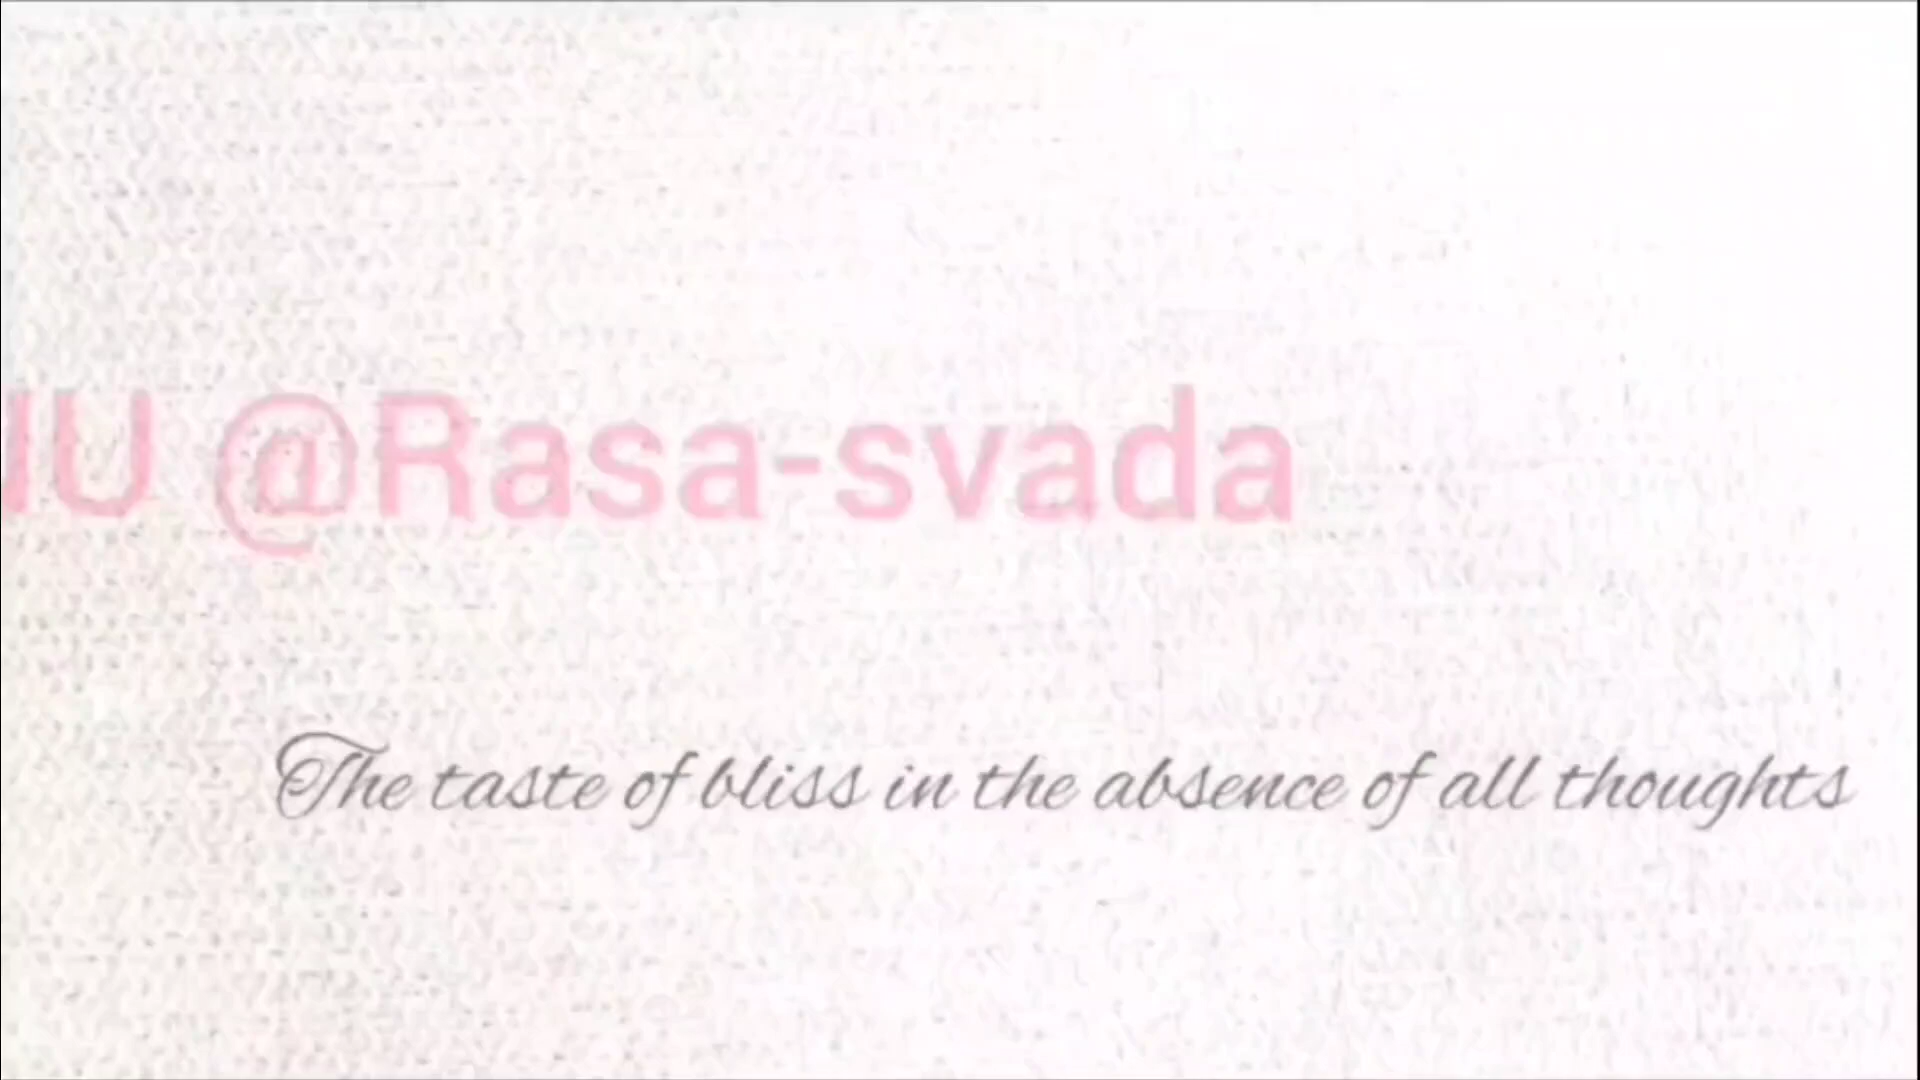 U @Rasa-svada
The taste of bliss in the absence of all thoughts